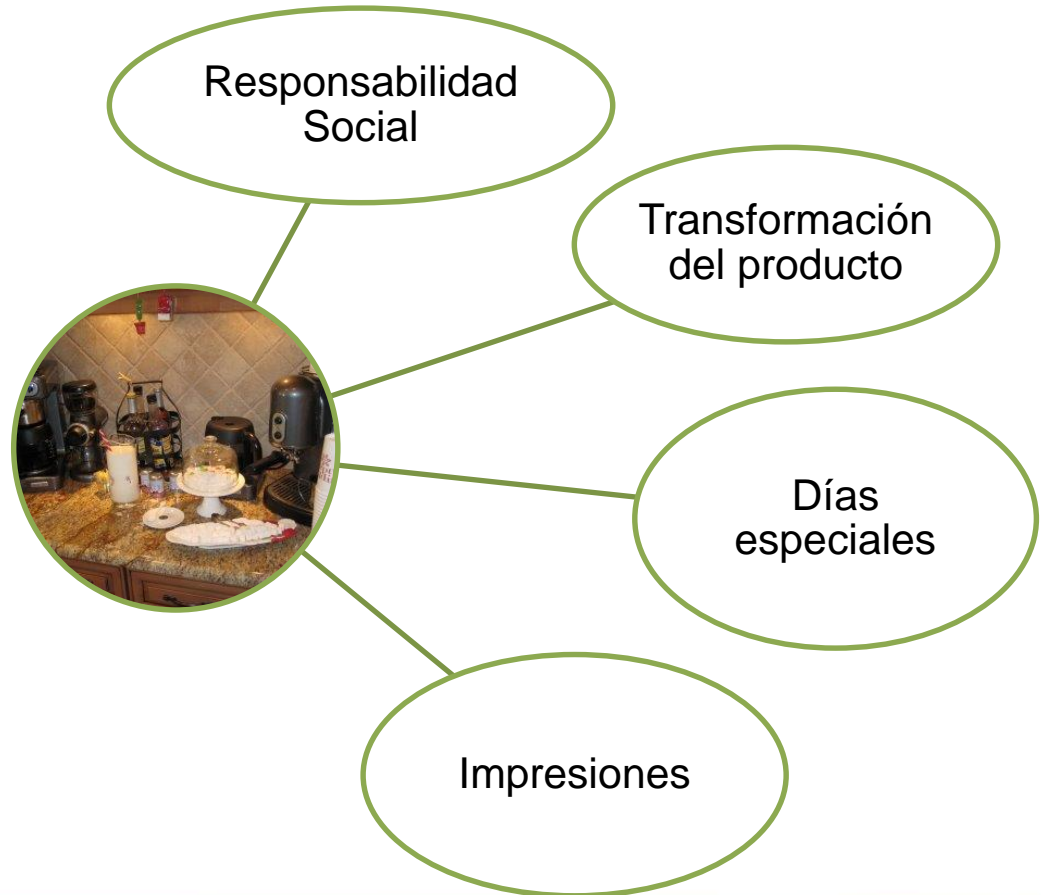 Responsabilidad
Social
Transformación
del producto
Días
especiales
Impresiones